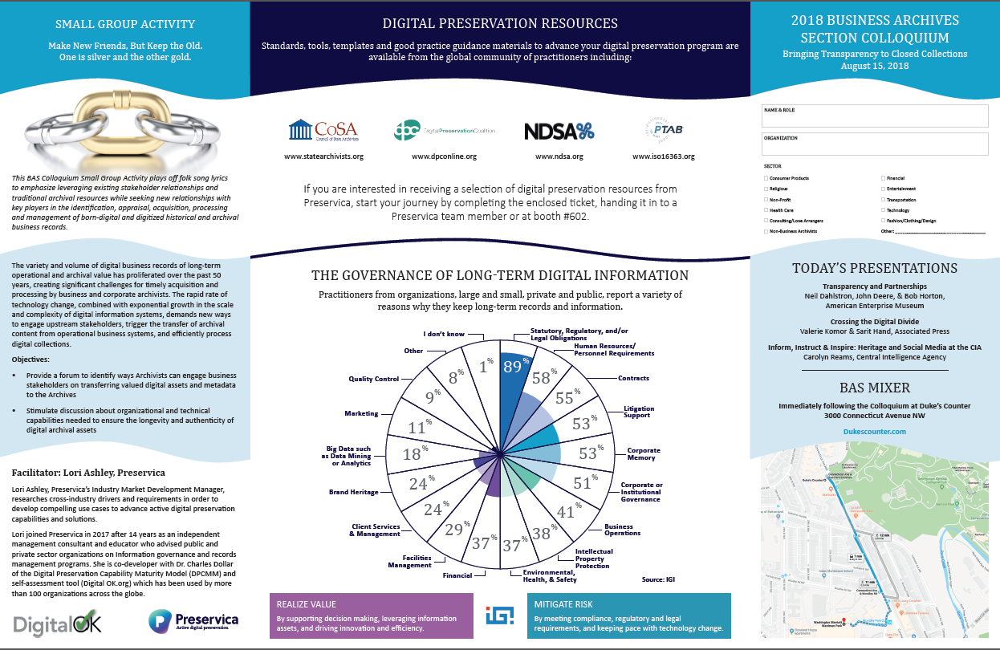 SMALL GROUP ACTIVITY
Make New Friends, But Keep the Old.
One is silver and the other gold.
This BAS Colloquium Small Group Activity plays off folk song lyrics
to emphasize leveraging existing stakeholder relationships and
traditional archival resources while seeking new relationships with
key players in the identification, appraisal, acquisition, processing
and management of born-digital and digitized historical and archival
business records.
The variety and volume of digital business records of long-term
operational and archival value has proliferated over the past 50
years, creating significant challenges for timely acquisition and
processing by business and corporate archivists. The rapid rate of
technology change, combined with exponential growth in the scale
and complexity of digital information systems, demands new ways
to engage upstream stakeholders, trigger the transfer of archival
content from operational business systems, and efficiently process
digital collections.
Objectives:
• Provide a forum to identify ways Archivists can engage business
stakeholders on transferring valued digital assets and metadata
to the Archives
• Stimulate discussion about organizational and technical
capabilities needed to ensure the longevity and authenticity of
digital archival assets
Facilitator: Lori Ashley, Preservica
Lori Ashley, Preservica's Industry Market Development Manager,
researches cross-industry drivers and requirements in order to
develop compelling use cases to advance active digital preservation
capabilities and solutions.
Lori joined Preservica in 2017 after 14 years as an independent
management consultant and educator who advised public and
private sector organizations on Information governance and records
management programs. She is co-developer with Dr. Charles Dollar
of the Digital Preservation Capability Maturity Model (DPCMM) and
self-assessment tool (Digital OK.org) which has been used by more
than 100 organizations across the globe.
DigitalOK
Preservica
Active digital preservation.
DIGITAL PRESERVATION RESOURCES
Standards, tools, templates and good practice guidance materials to advance your digital preservation program are
available from the global community of practitioners including:
CoSA
Council of State Archivists
dpc DigitalPreservationCoalition
NDSA
PTAB
www.statearchivists.org
www.dpconline.org
www.ndsa.org
www.iso16363.org
If you are interested in receiving a selection of digital preservation resources from
Preservica, start your journey by completing the enclosed ticket, handing it in to a
Preservica team member or at booth #602.
THE GOVERNANCE OF LONG-TERM DIGITAL INFORMATION
Practitioners from organizations, large and small, private and public, report a variety of
reasons why they keep long-term records and information.
Statutory, Regulatory, and/or
Legal Obligations
89%
Human Resources/
Personnel Requirements
58%
Contracts
55%
Litigation
Support
53%
Corporate
Memory
53%
Corporate or
Institutional
Governance
51%
Business
Operations
41%
Intellectual
Property
Protection
38%
Environmental,
Health, & Safety
37%
Financial
37%
Facilities
Management
29%
Client Services
& Management
24%
Brand Heritage
24%
Big Data such
as Data Mining
or Analytics
18%
Marketing
11%
Quality Control
9%
Other
8%
I don't know
1%
Source: IGI
REALIZE VALUE
By supporting decision making, leveraging information
assets, and driving innovation and efficiency.
iGi
MITIGATE RISK
By meeting compliance, regulatory and legal
requirements, and keeping pace with technology change.
2018 BUSINESS ARCHIVES
SECTION COLLOQUIUM
Bringing Transparency to Closed Collections
August 15, 2018
NAME & ROLE
ORGANIZATION
SECTOR
Consumer Products
Religious
Non-Profit
Health Care
Consulting/Lone Arrangers
Non-Business Archivists
Financial
Entertainment
Transportation
Technology
Fashion/Clothing/Design
Other:
TODAY'S PRESENTATIONS
Transparency and Partnerships
Neil Dahlstron, John Deere, & Bob Horton,
American Enterprise Museum
Crossing the Digital Divide
Valerie Komor & Sarit Hand, Associated Press
Inform, Instruct & Inspire: Heritage and Social Media at the CIA
Carolyn Reams, Central Intelligence Agency
BAS MIXER
Immediately following the Colloquium at Duke's Counter
3000 Connecticut Avenue NW
Dukescounter.com
Duke's Counter
12 min
7 min
11 min
Washington Marriott
Wardman Park